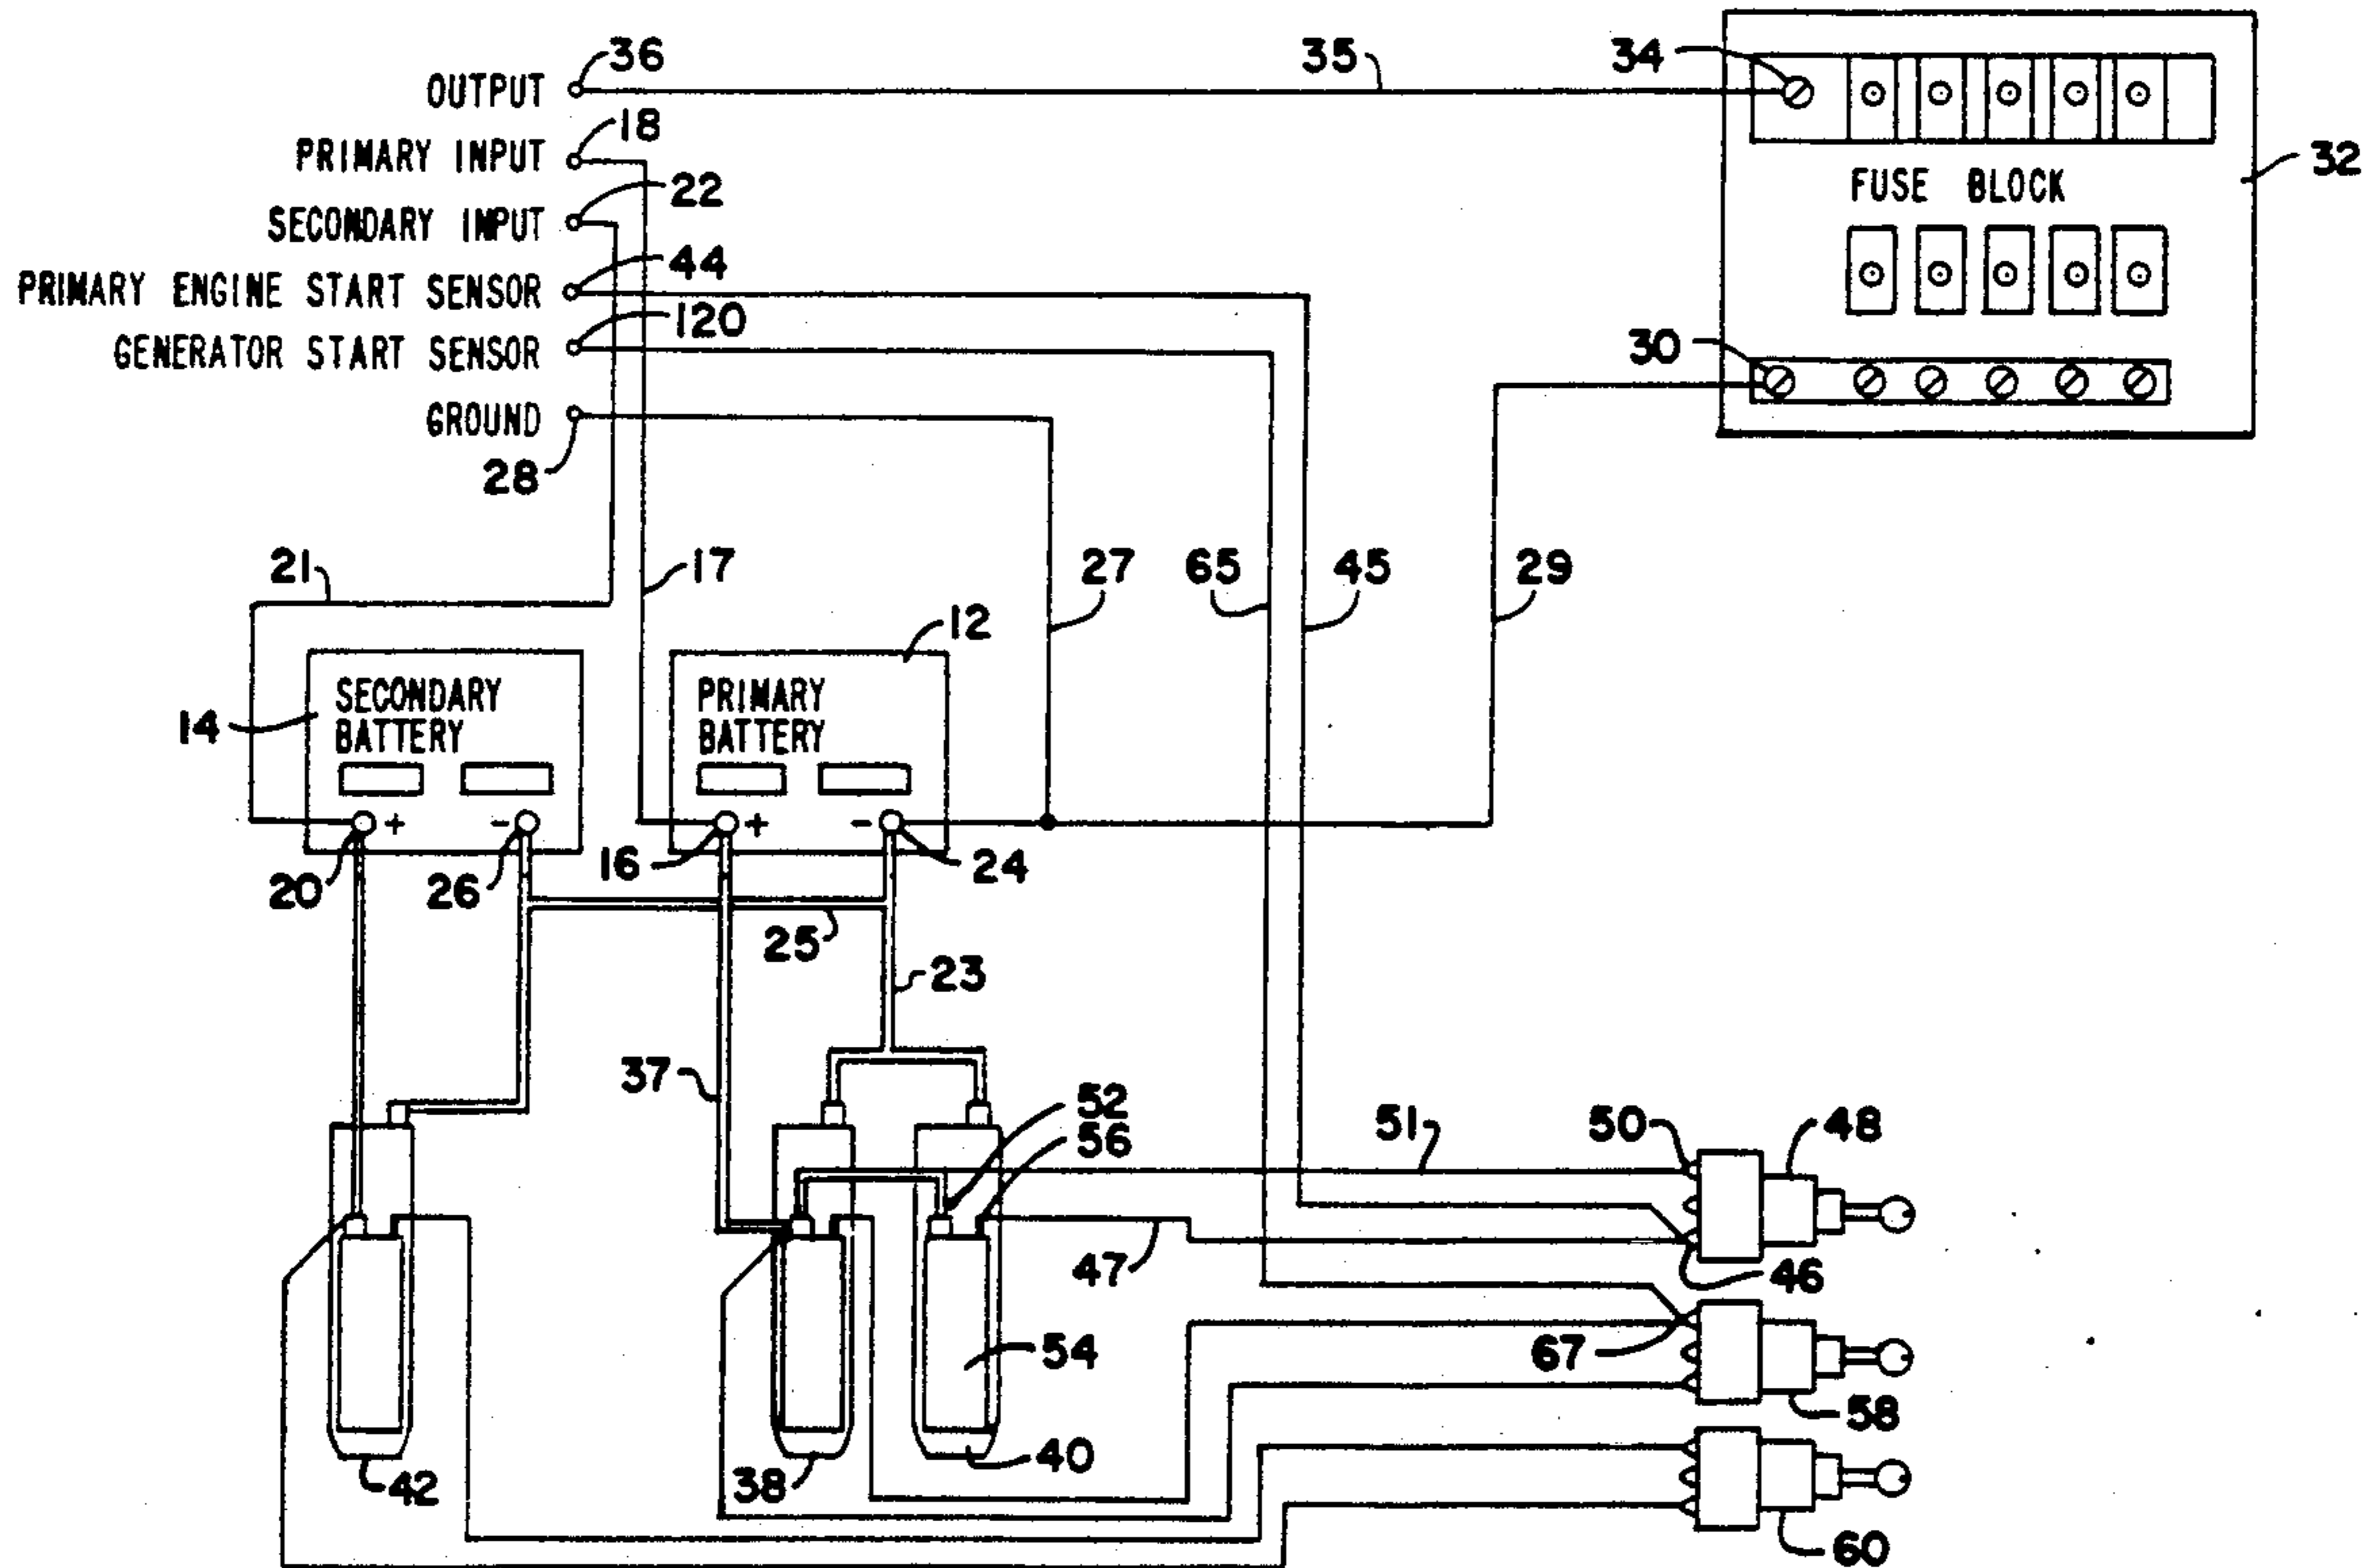 OUTPUT 36 35 34
PRIMARY INPUT 18
SECONDARY INPUT 22
PRIMARY ENGINE START SENSOR 44
GENERATOR START SENSOR 120
GROUND 28
FUSE BLOCK 32
30
21 17 27 65 45 29
12
14 SECONDARY BATTERY
PRIMARY BATTERY
+ - + -
20 26 16 24
25
23
37
52
56
51 50 48
47 46
54 67
58
42 38 40
60